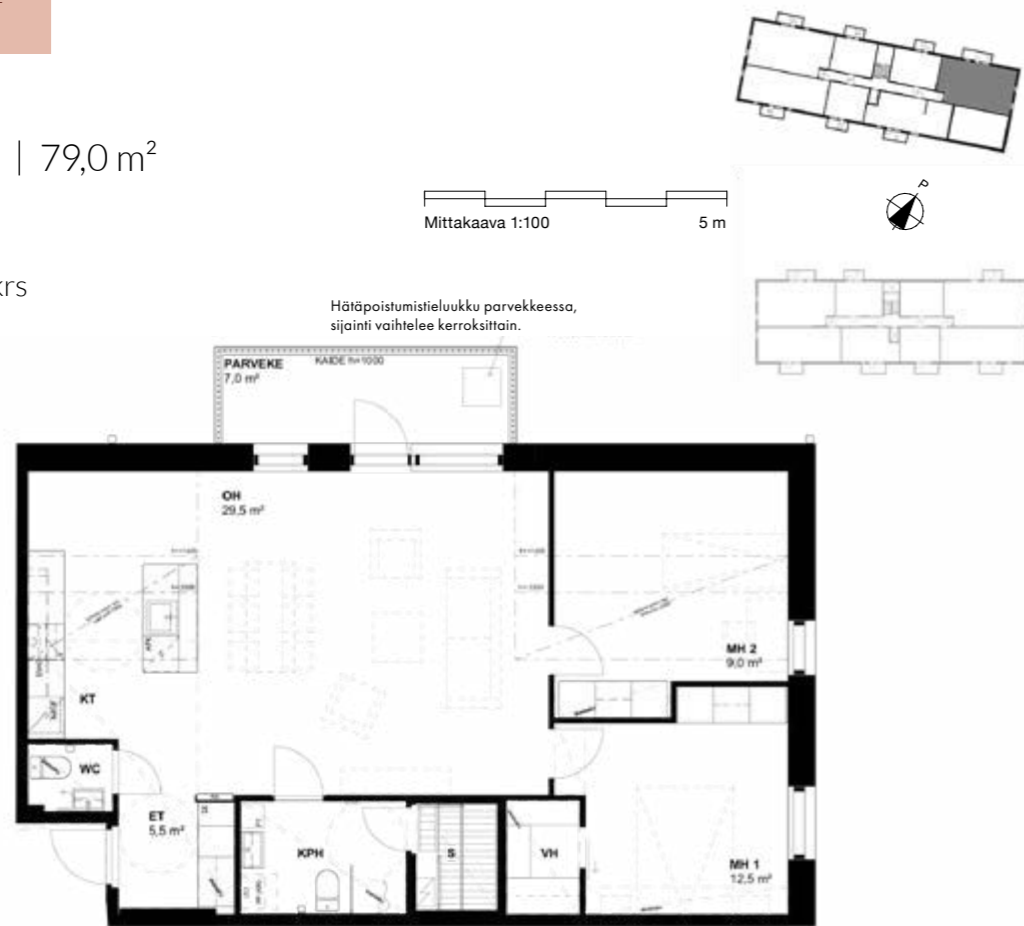 | 79,0 m²
P
Mittakaava 1:100 5 m
krs
Hätäpoistumistieluukku parvekkeessa,
sijainti vaihtelee kerroksittain.
PARVEKE KAIDE h=1000
7,0 m²
OH
29,5 m²
MH 2
9,0 m²
KT
WC
ET
5,5 m²
KPH
S
VH
MH 1
12,5 m²